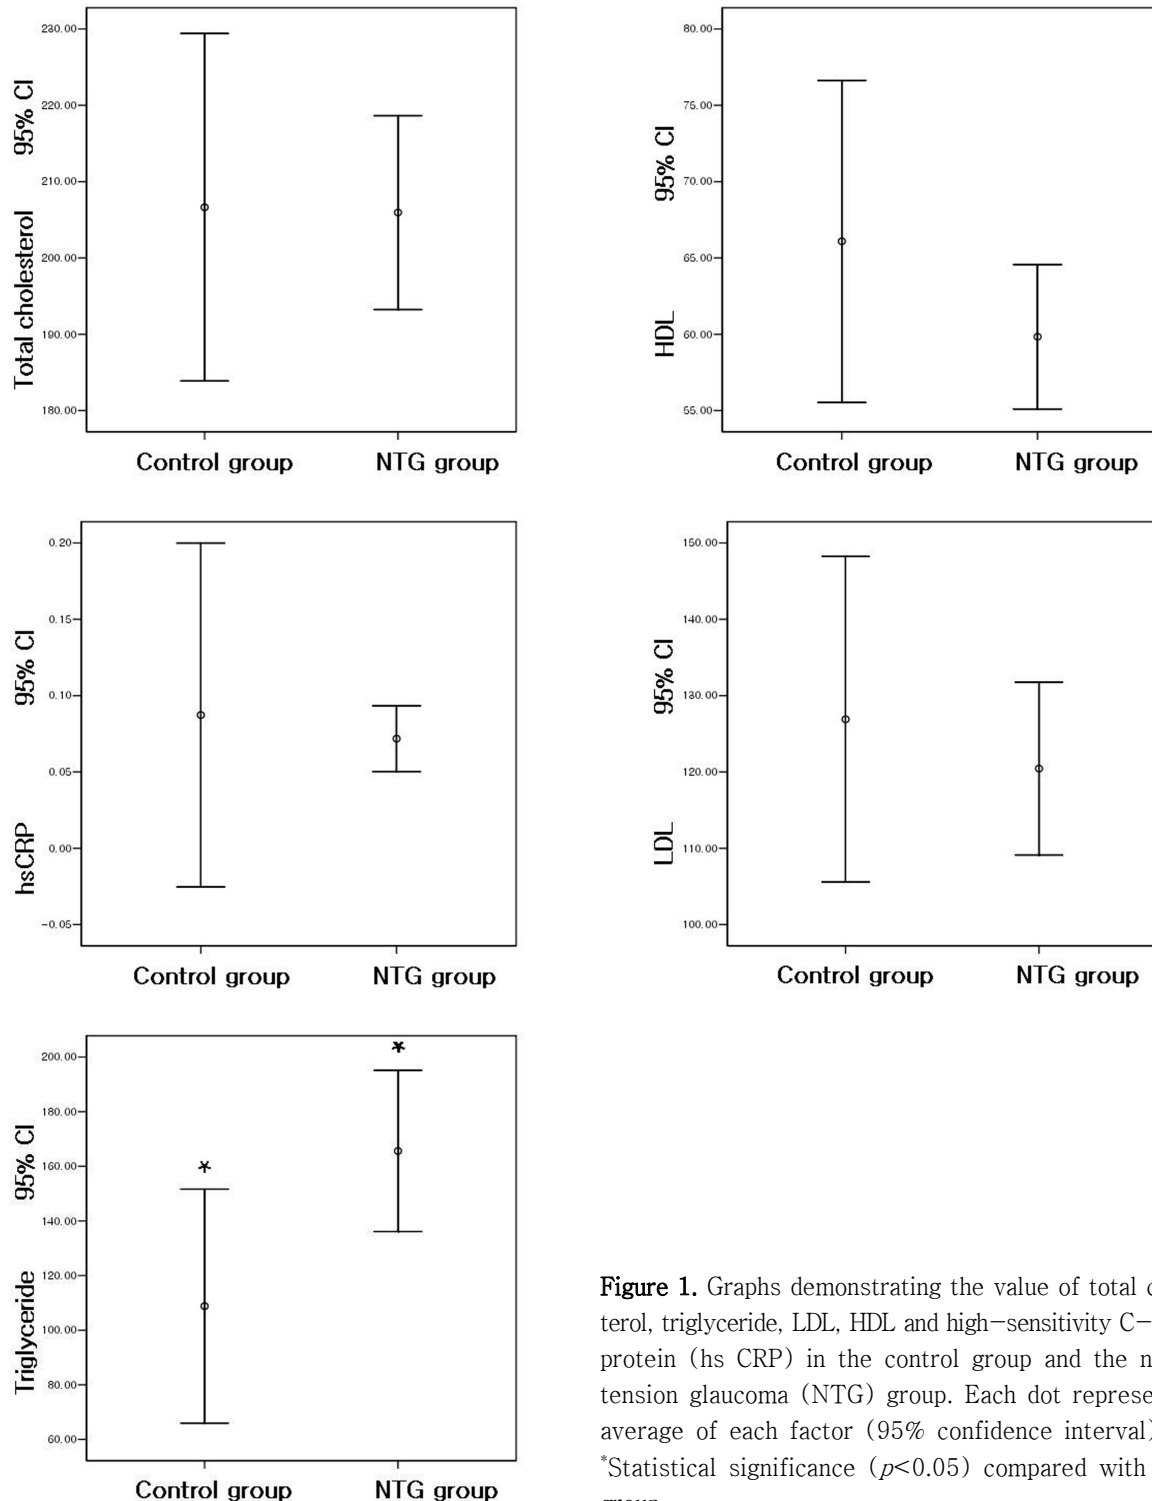 230.00
220.00
210.00
200.00
190.00
180.00
Total cholesterol 95% CI
Control group NTG group
80.00
75.00
70.00
65.00
60.00
55.00
HDL 95% CI
Control group NTG group
0.20
0.15
0.10
0.05
0.00
-0.05
hsCRP 95% CI
Control group NTG group
150.00
140.00
130.00
120.00
110.00
100.00
LDL 95% CI
Control group NTG group
200.00
180.00
160.00
140.00
120.00
100.00
80.00
60.00
Triglyceride 95% CI
*
*
Control group NTG group
Figure 1. Graphs demonstrating the value of total c
terol, triglyceride, LDL, HDL and high-sensitivity C-
protein (hs CRP) in the control group and the n
tension glaucoma (NTG) group. Each dot represe
average of each factor (95% confidence interval)
*Statistical significance (p<0.05) compared with